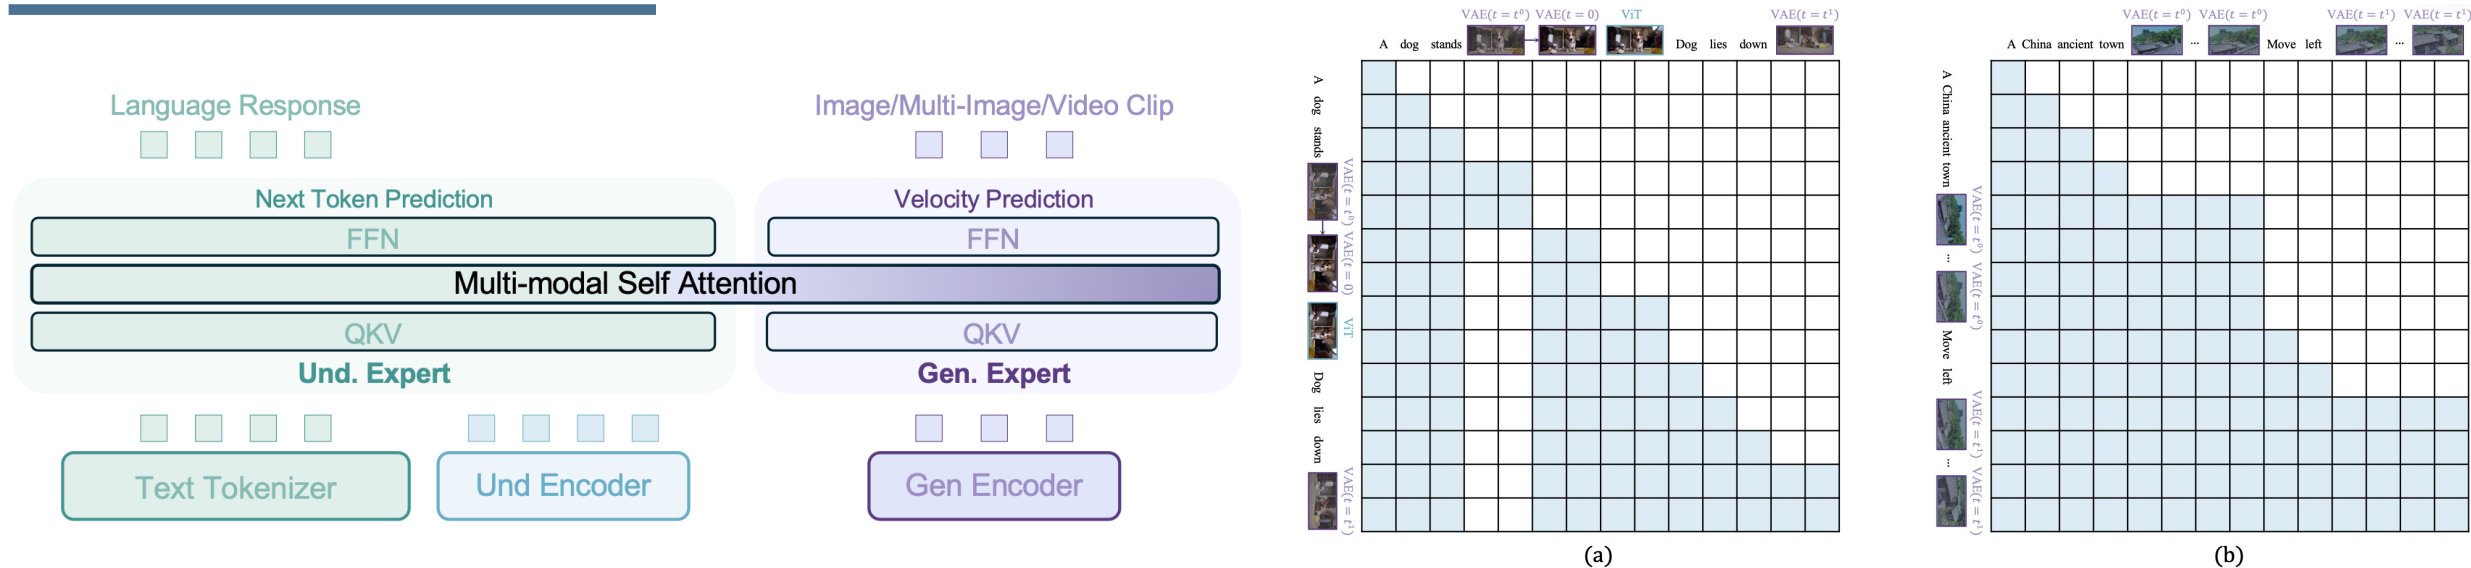 Language Response
Image/Multi-Image/Video Clip
Next Token Prediction
Velocity Prediction
FFN
FFN
Multi-modal Self Attention
QKV
QKV
Und. Expert
Gen. Expert
Text Tokenizer
Und Encoder
Gen Encoder
VAE(t = t⁰) VAE(t = 0) ViT VAE(t = t¹)
A dog stands Dog lies down
A
dog
stands
VAE(t = t⁰)
VAE(t = 0)
ViT
Dog
lies
down
VAE(t = t¹)
(a)
VAE(t = t⁰) VAE(t = t⁰) VAE(t = t¹) VAE(t = t¹)
A China ancient town ... Move left ...
A China ancient town
VAE(t = t⁰)
...
VAE(t = t⁰)
Move left
VAE(t = t¹)
...
VAE(t = t¹)
(b)